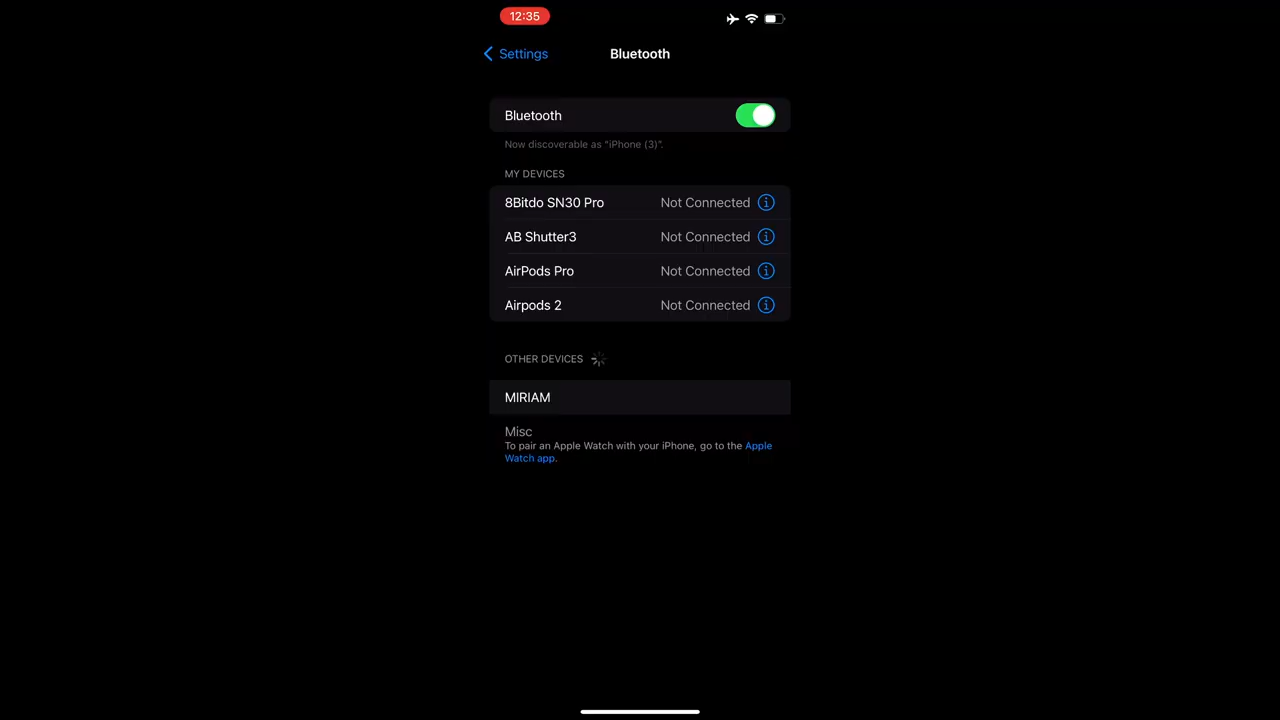 12:35
Settings
Bluetooth
Bluetooth
Now discoverable as "iPhone (3)".
MY DEVICES
8Bitdo SN30 Pro Not Connected
AB Shutter3 Not Connected
AirPods Pro Not Connected
Airpods 2 Not Connected
OTHER DEVICES
MIRIAM
Misc
To pair an Apple Watch with your iPhone, go to the Apple
Watch app.